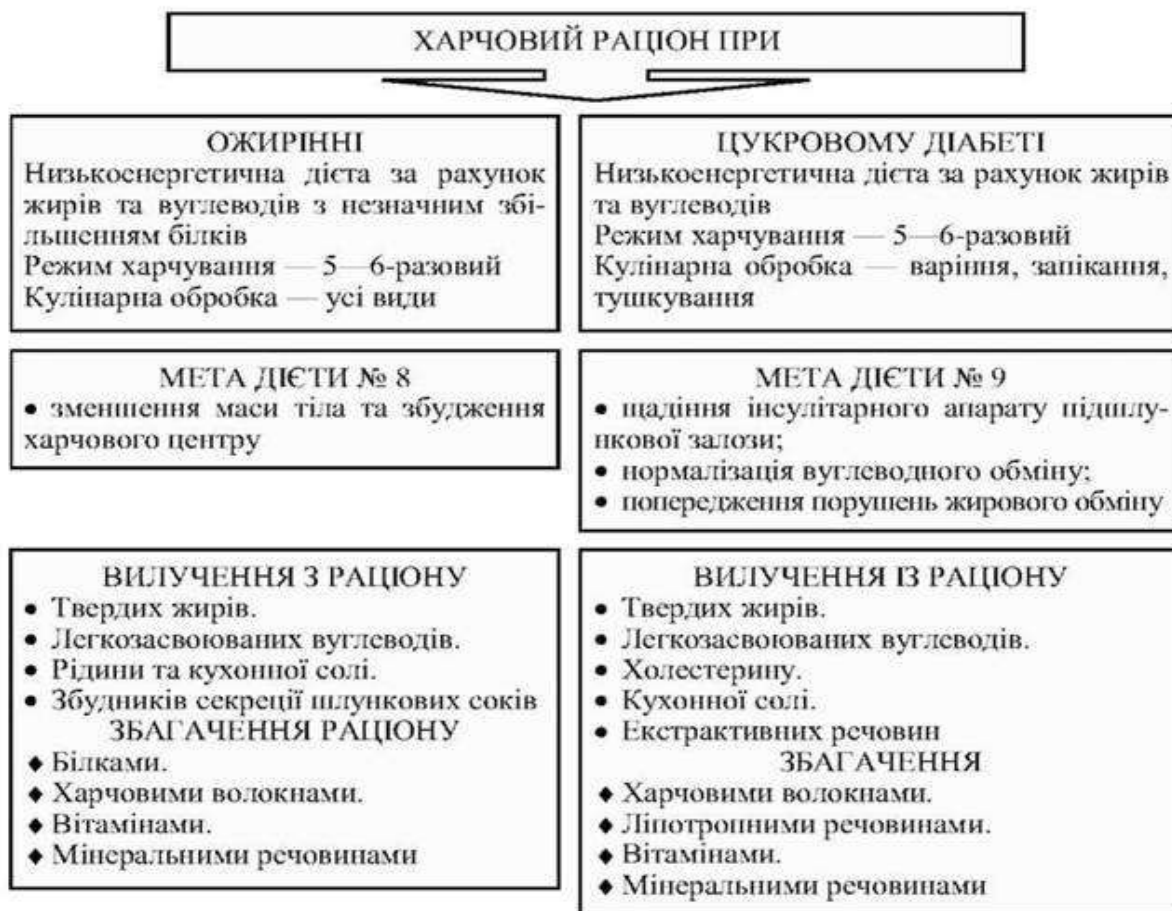 ХАРЧОВИЙ РАЦІОН ПРИ
ОЖИРІННІ
Низькоенергетична дієта за рахунок
жирів та вуглеводів з незначним збі-
льшенням білків
Режим харчування — 5—6-разовий
Кулінарна обробка — усі види
ЦУКРОВОМУ ДІАБЕТІ
Низькоенергетична дієта за рахунок жирів
та вуглеводів
Режим харчування — 5—6-разовий
Кулінарна обробка — варіння, запікання,
тушкування
МЕТА ДІЄТИ № 8
• зменшення маси тіла та збудження
харчового центру
МЕТА ДІЄТИ № 9
• щадіння інсулітарного апарату підшлу-
нкової залози;
• нормалізація вуглеводного обміну;
• попередження порушень жирового обміну
ВИЛУЧЕННЯ З РАЦІОНУ
• Твердих жирів.
• Легкозасвоюваних вуглеводів.
• Рідини та кухонної солі.
• Збудників секреції шлункових соків
ЗБАГАЧЕННЯ РАЦІОНУ
♦ Білками.
♦ Харчовими волокнами.
♦ Вітамінами.
♦ Мінеральними речовинами
ВИЛУЧЕННЯ ІЗ РАЦІОНУ
• Твердих жирів.
• Легкозасвоюваних вуглеводів.
• Холестерину.
• Кухонної солі.
• Екстрактивних речовин
ЗБАГАЧЕННЯ
♦ Харчовими волокнами.
♦ Ліпотропними речовинами.
♦ Вітамінами.
♦ Мінеральними речовинами